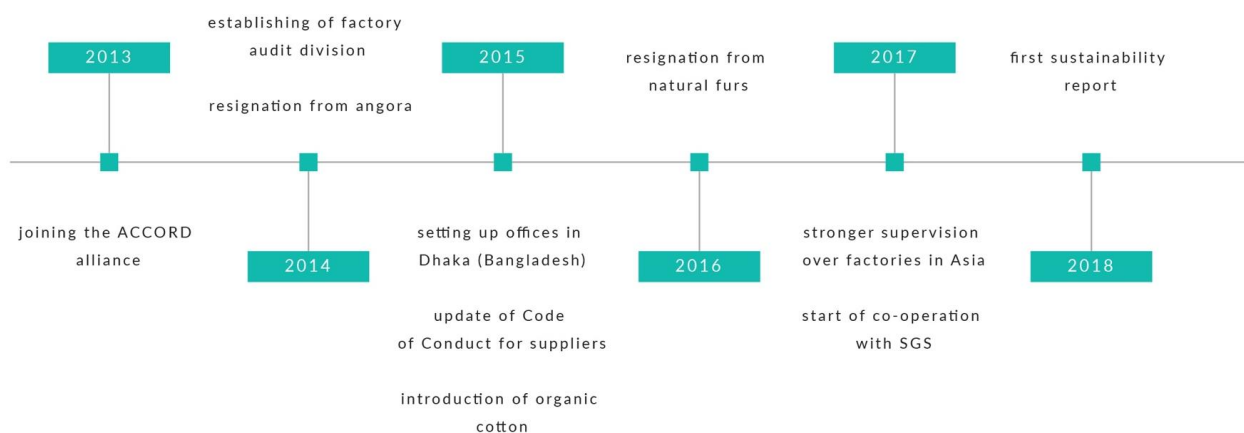 2013
joining the ACCORD
alliance
establishing of factory
audit division
resignation from angora
2014
2015
setting up offices in
Dhaka (Bangladesh)
update of Code
of Conduct for suppliers
introduction of organic
cotton
resignation from
natural furs
2016
2017
stronger supervision
over factories in Asia
start of co-operation
with SGS
first sustainability
report
2018